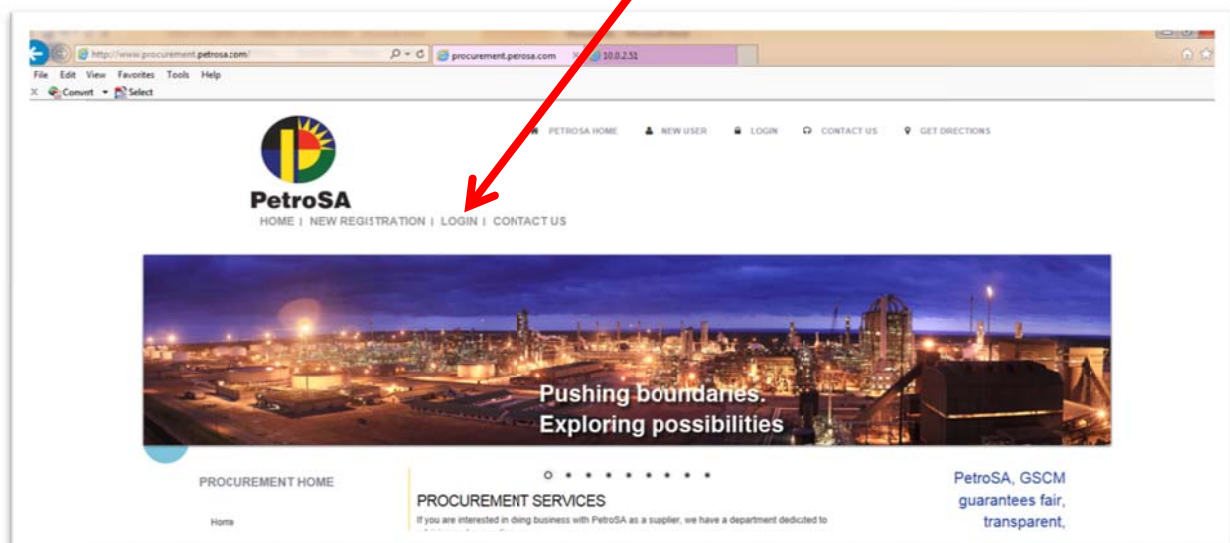 http://www.procurement.petrosa.com/
procurement.perosa.com
10.0.2.51
File Edit View Favorites Tools Help
X Convert Select
PETROSA HOME NEW USER LOGIN CONTACT US GET DIRECTIONS
PetroSA
HOME | NEW REGISTRATION | LOGIN | CONTACT US
Pushing boundaries.
Exploring possibilities
PROCUREMENT HOME
Home
PROCUREMENT SERVICES
If you are interested in ding business with PetroSA as a supplier, we have a department dedicted to
PetroSA, GSCM
guarantees fair,
transparent,